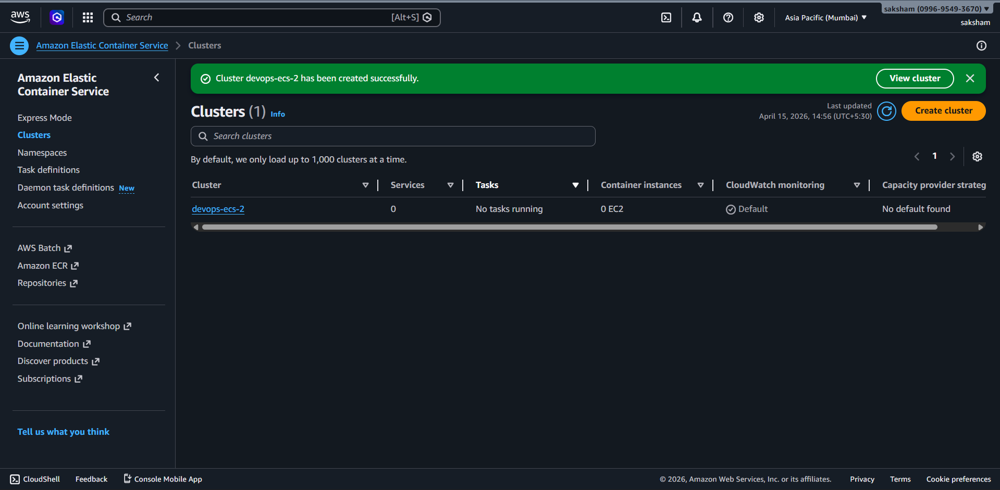 aws
Search
[Alt+S]
Asia Pacific (Mumbai)
saksham (0996-9549-3670)
saksham
Amazon Elastic Container Service
Clusters
Amazon Elastic
Container Service
Express Mode
Clusters
Namespaces
Task definitions
Daemon task definitions New
Account settings
AWS Batch
Amazon ECR
Repositories
Online learning workshop
Documentation
Discover products
Subscriptions
Tell us what you think
Cluster devops-ecs-2 has been created successfully.
View cluster
Clusters (1) Info
Last updated
April 15, 2026, 14:56 (UTC+5:30)
Create cluster
Search clusters
By default, we only load up to 1,000 clusters at a time.
1
Cluster Services Tasks Container instances CloudWatch monitoring Capacity provider strateg
devops-ecs-2 0 No tasks running 0 EC2 Default No default found
CloudShell Feedback Console Mobile App © 2026, Amazon Web Services, Inc. or its affiliates. Privacy Terms Cookie preferences